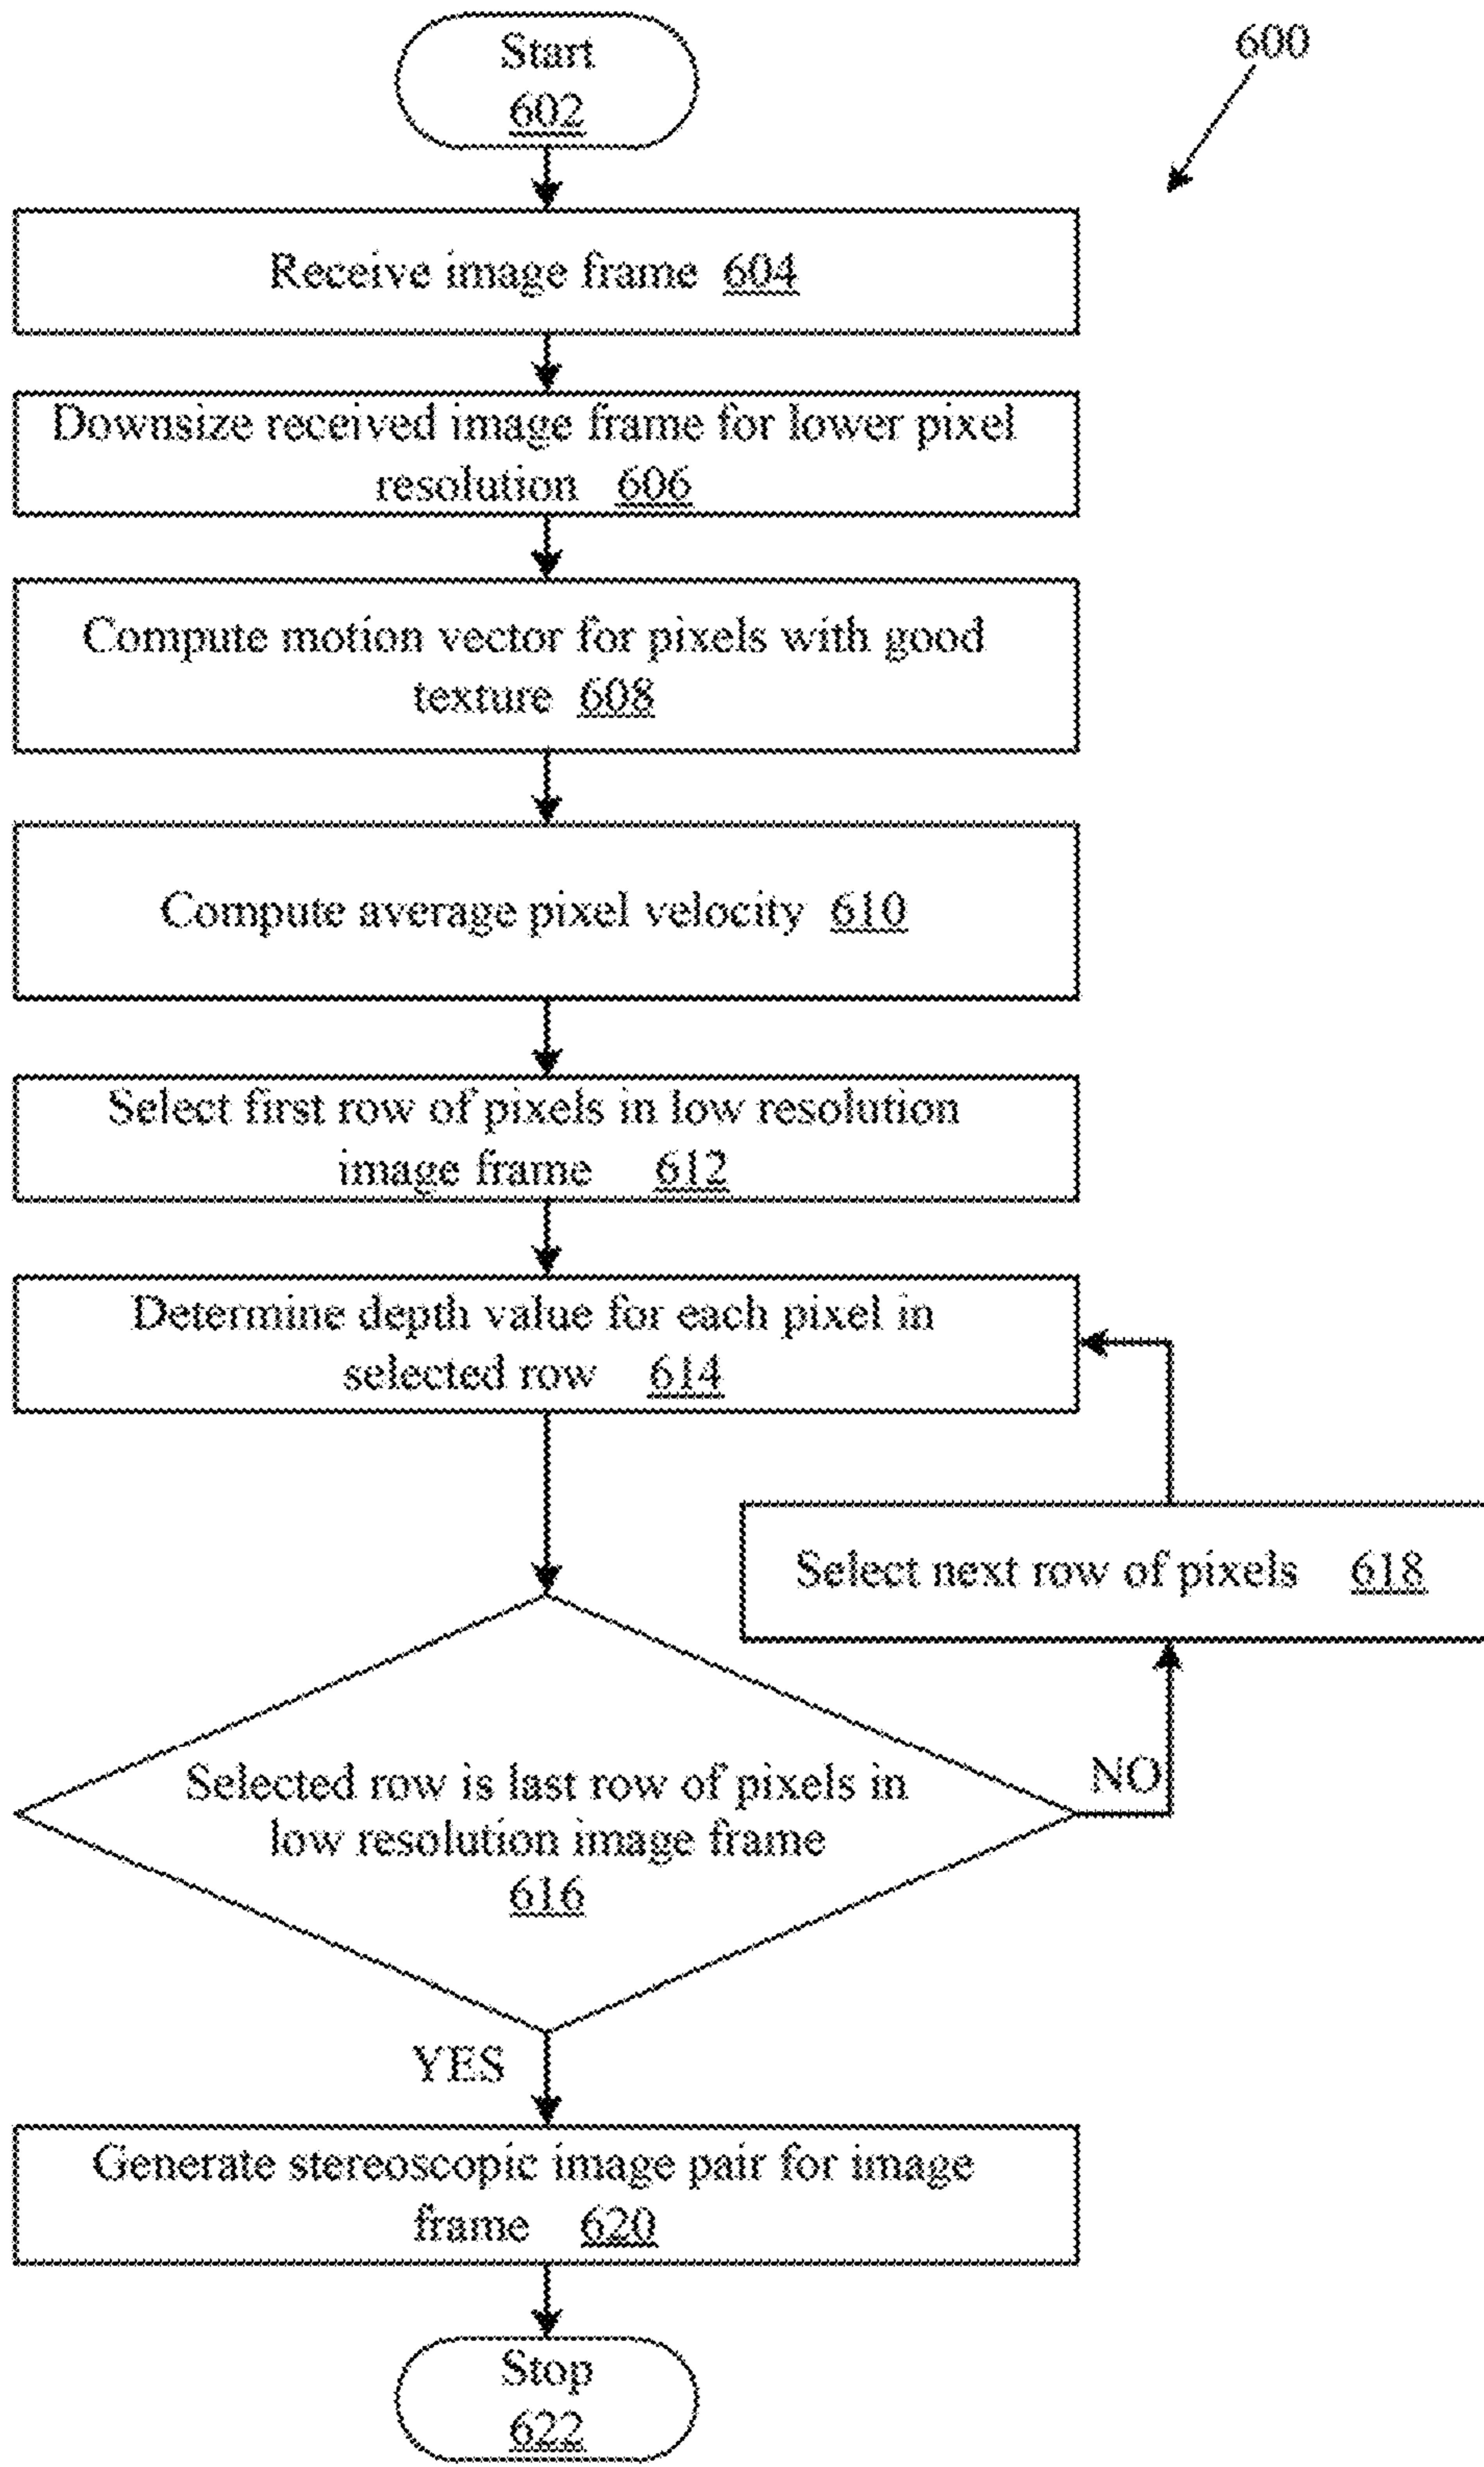 Start
602
600
Receive image frame 604
Downsize received image frame for lower pixel
resolution 606
Compute motion vector for pixels with good
texture 608
Compute average pixel velocity 610
Select first row of pixels in low resolution
image frame 612
Determine depth value for each pixel in
selected row 614
Select next row of pixels 618
Selected row is last row of pixels in
low resolution image frame
616
NO
YES
Generate stereoscopic image pair for image
frame 620
Stop
622